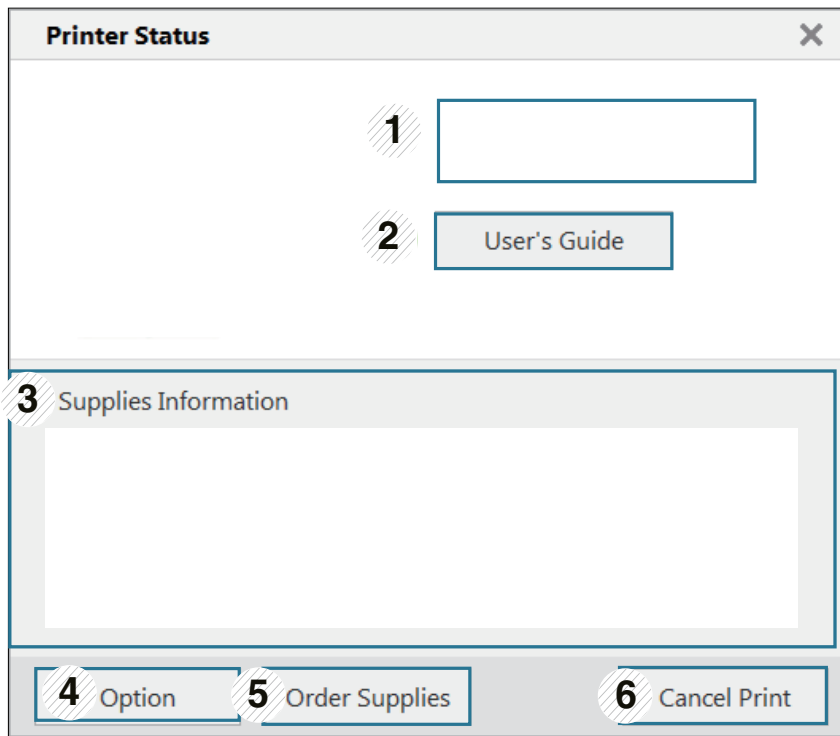 Printer Status
1
2 User's Guide
3 Supplies Information
4 Option 5 Order Supplies 6 Cancel Print